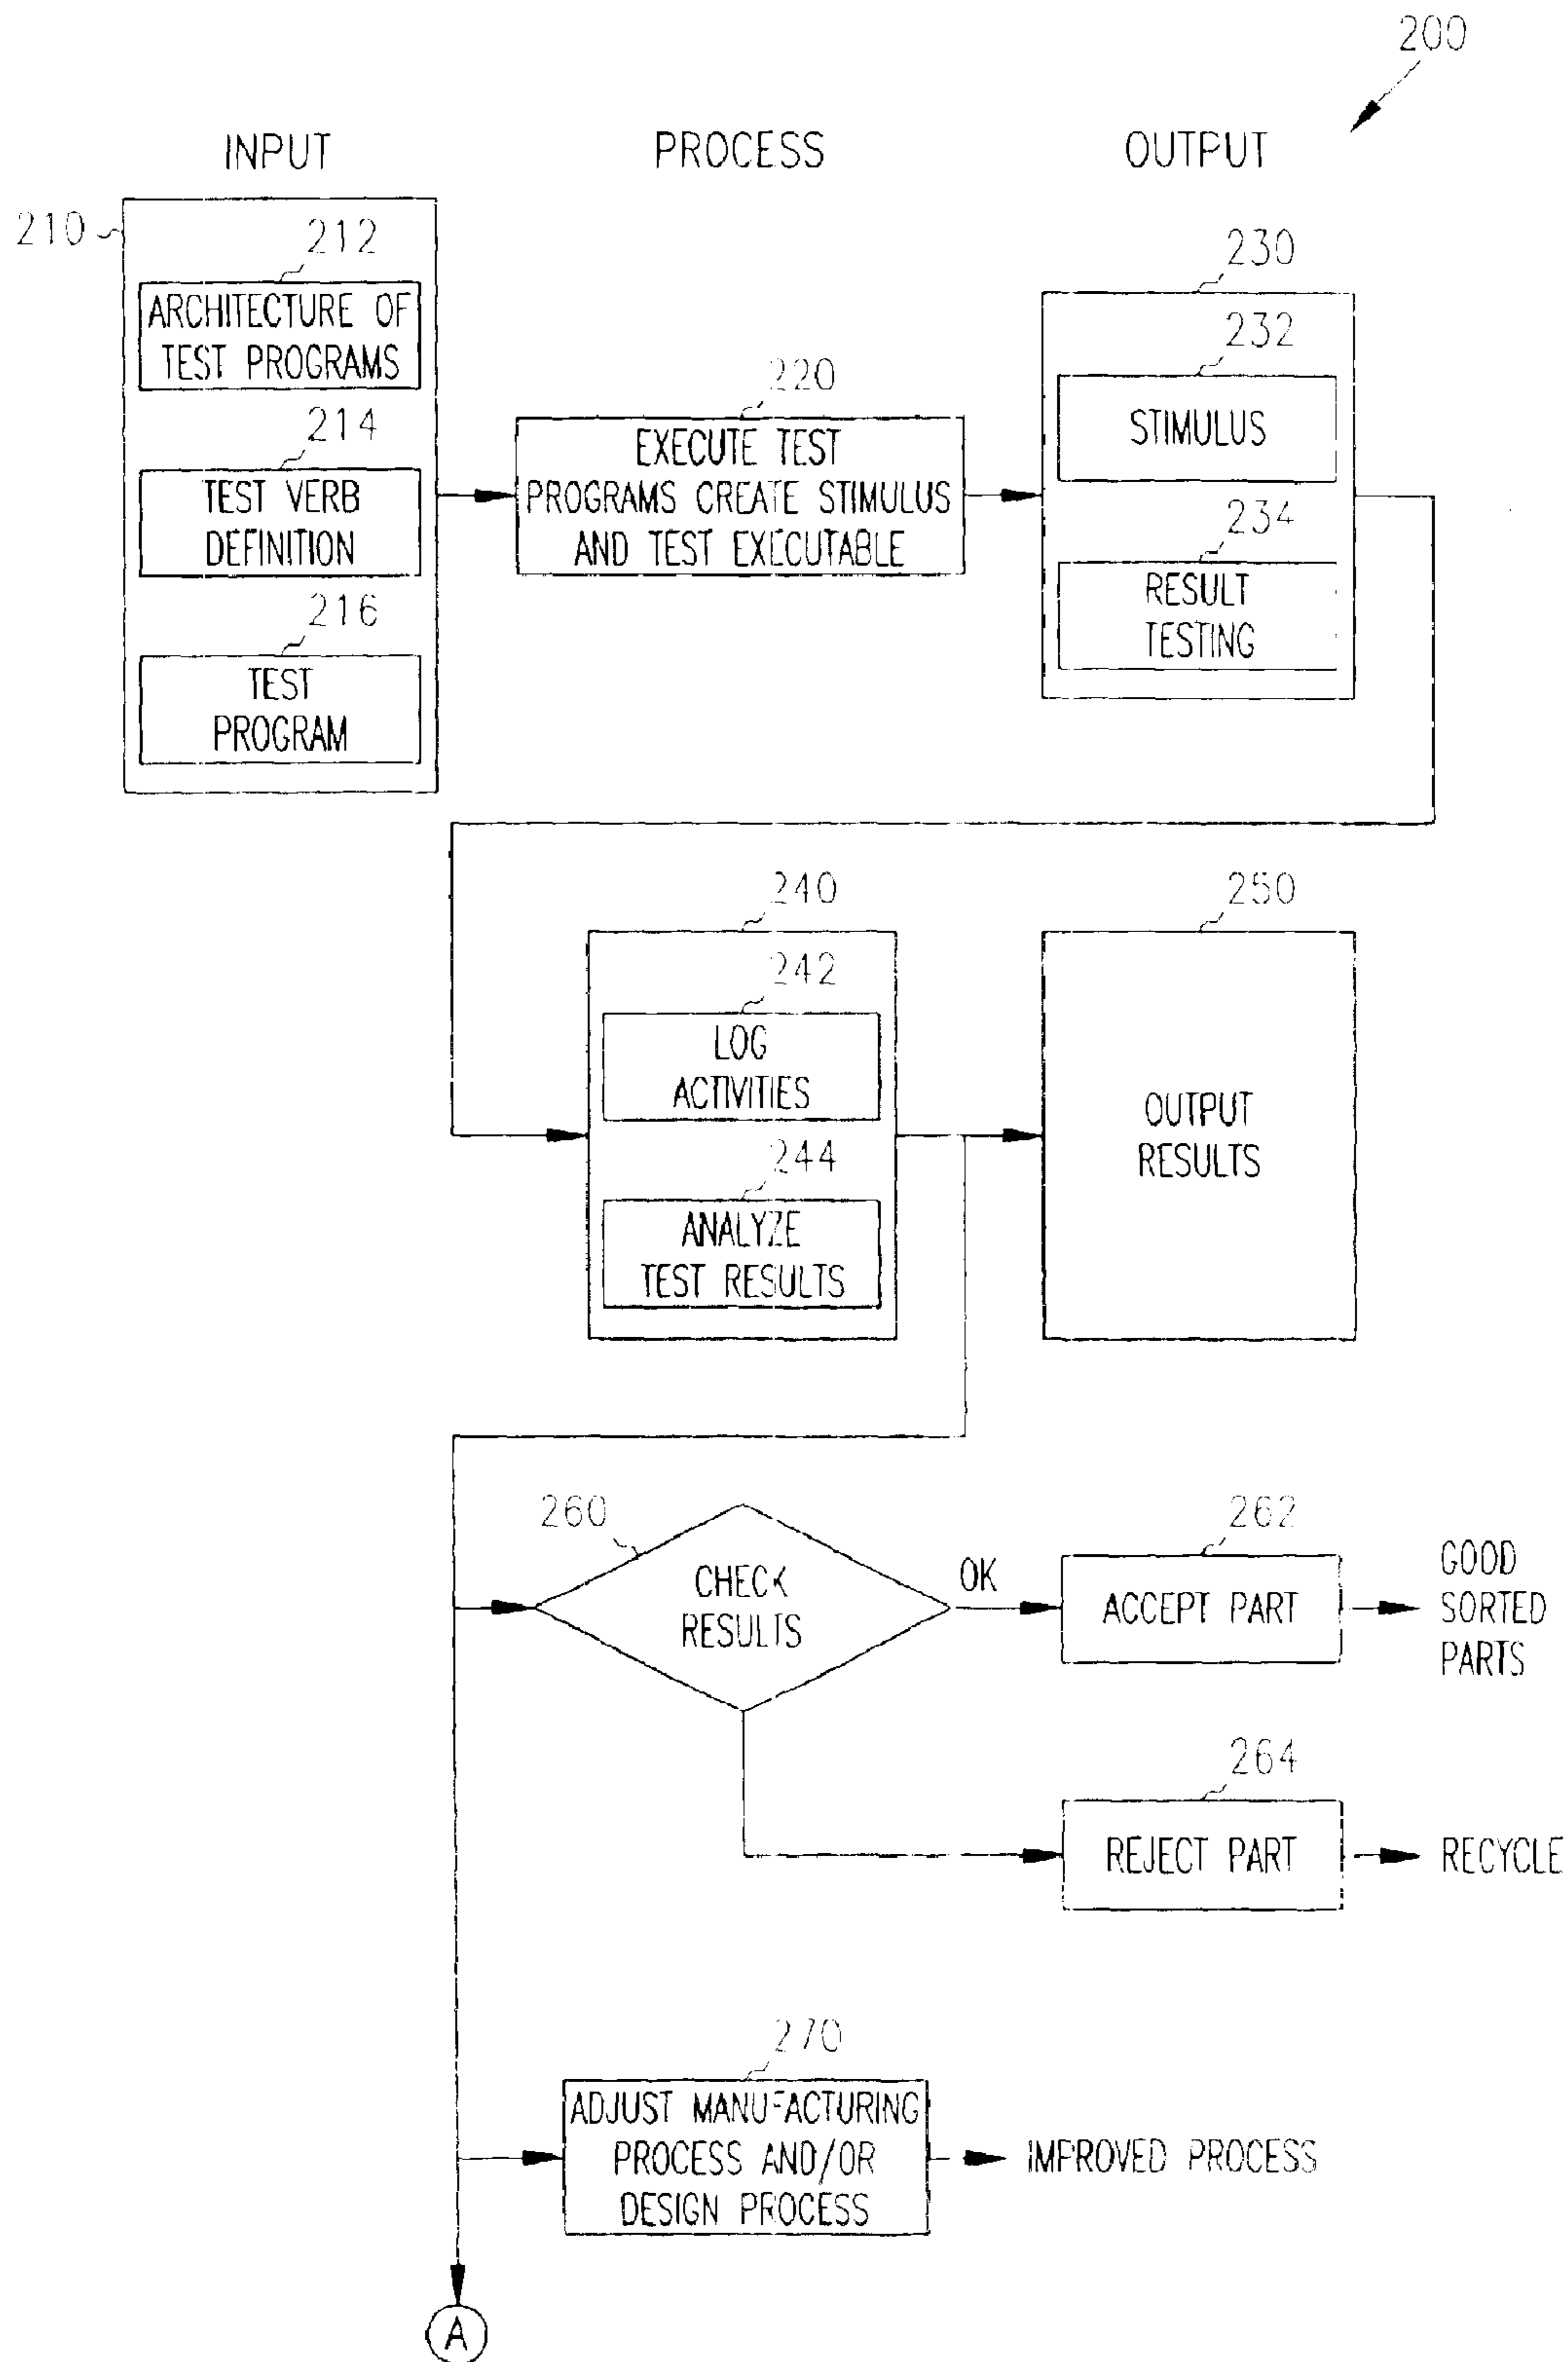 200
INPUT
PROCESS
OUTPUT
210
212
ARCHITECTURE OF
TEST PROGRAMS
214
TEST VERB
DEFINITION
216
TEST
PROGRAM
220
EXECUTE TEST
PROGRAMS CREATE STIMULUS
AND TEST EXECUTABLE
230
232
STIMULUS
234
RESULT
TESTING
240
242
LOG
ACTIVITIES
244
ANALYZE
TEST RESULTS
250
OUTPUT
RESULTS
260
CHECK
RESULTS
OK
262
ACCEPT PART
GOOD
SORTED
PARTS
264
REJECT PART
RECYCLE
270
ADJUST MANUFACTURING
PROCESS AND/OR
DESIGN PROCESS
IMPROVED PROCESS
A